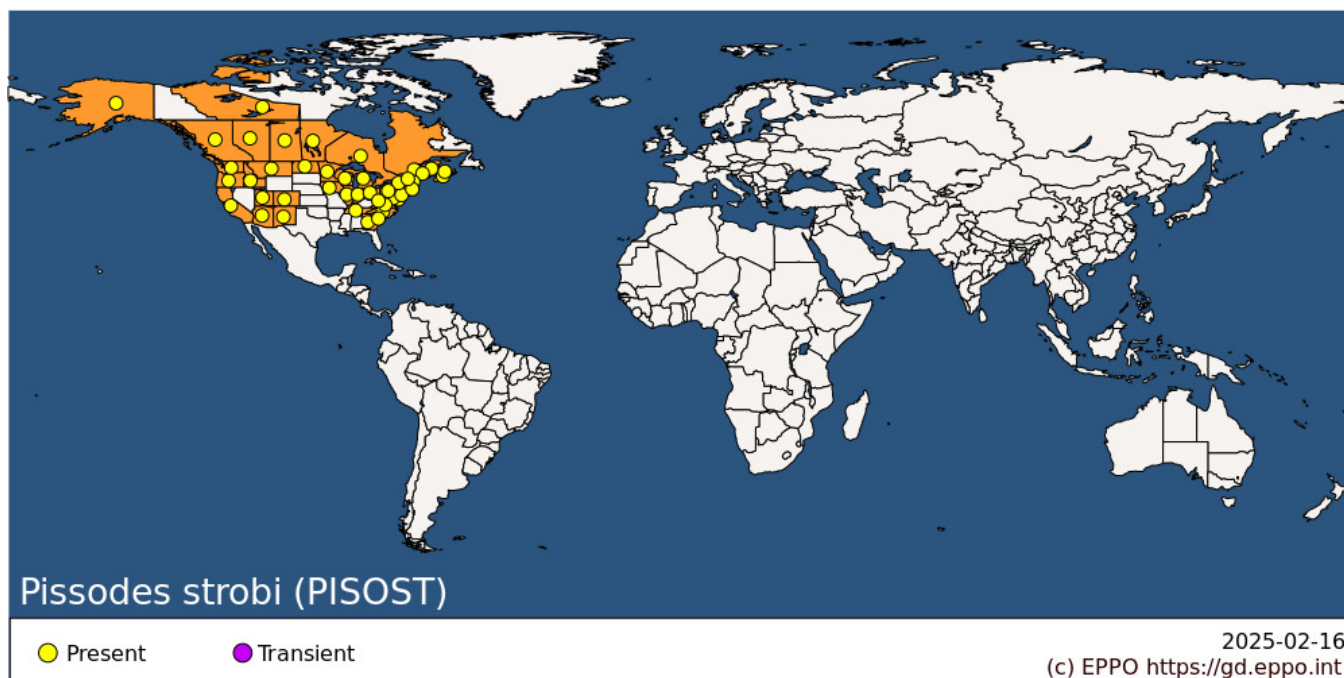 Pissodes strobi (PISOST)
Present
Transient
2025-02-16
(c) EPPO https://gd.eppo.int